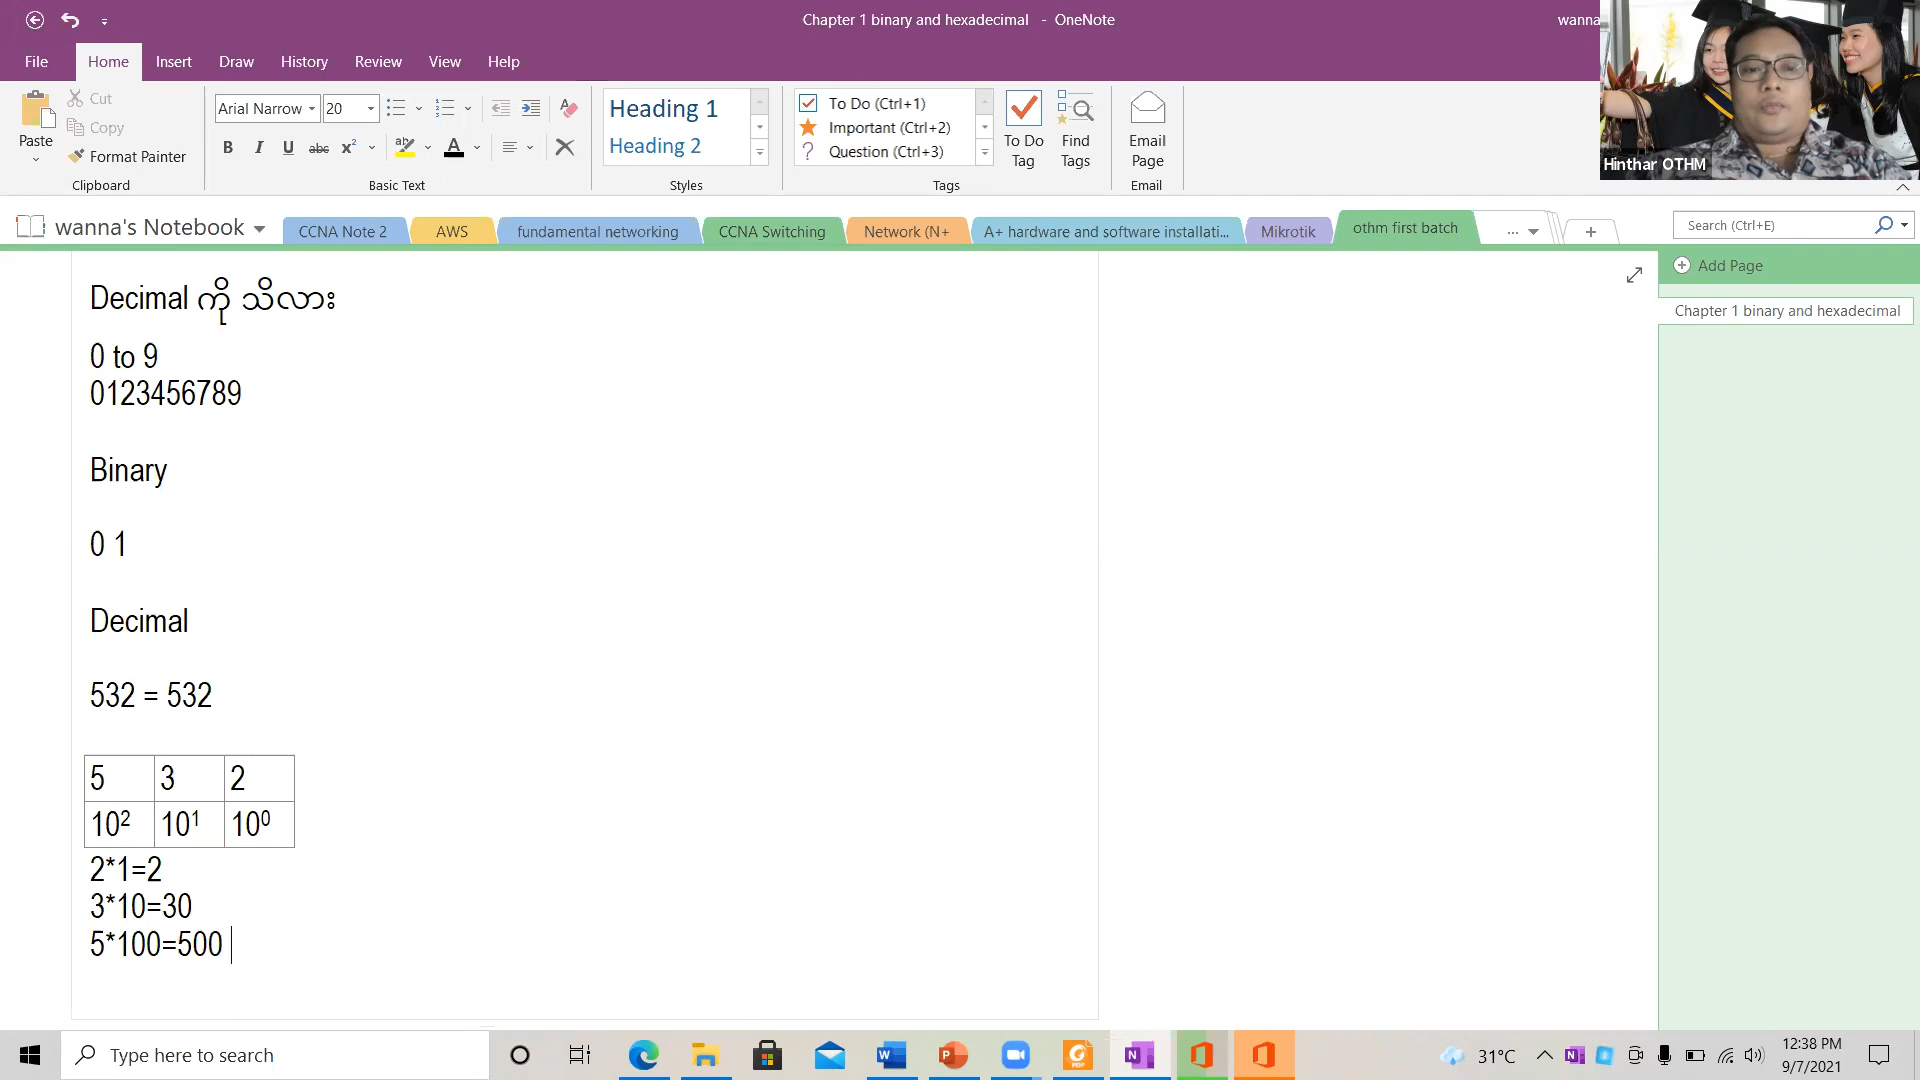 Chapter 1 binary and hexadecimal - OneNote
wanna
File Home Insert Draw History Review View Help
Cut
Copy
Format Painter
Paste
Clipboard
Arial Narrow 20
B I U abc x²
Basic Text
Heading 1
Heading 2
Styles
To Do (Ctrl+1)
Important (Ctrl+2)
Question (Ctrl+3)
Tags
To Do Tag
Find Tags
Email Page
Email
Hinthar OTHM
wanna's Notebook
CCNA Note 2
AWS
fundamental networking
CCNA Switching
Network (N+
A+ hardware and software installati...
Mikrotik
othm first batch
...
Search (Ctrl+E)
Add Page
Chapter 1 binary and hexadecimal
Decimal ကို သိလား
0 to 9
0123456789
Binary
0 1
Decimal
532 = 532
5 3 2
10² 10¹ 10⁰
2*1=2
3*10=30
5*100=500
Type here to search
31°C
12:38 PM
9/7/2021